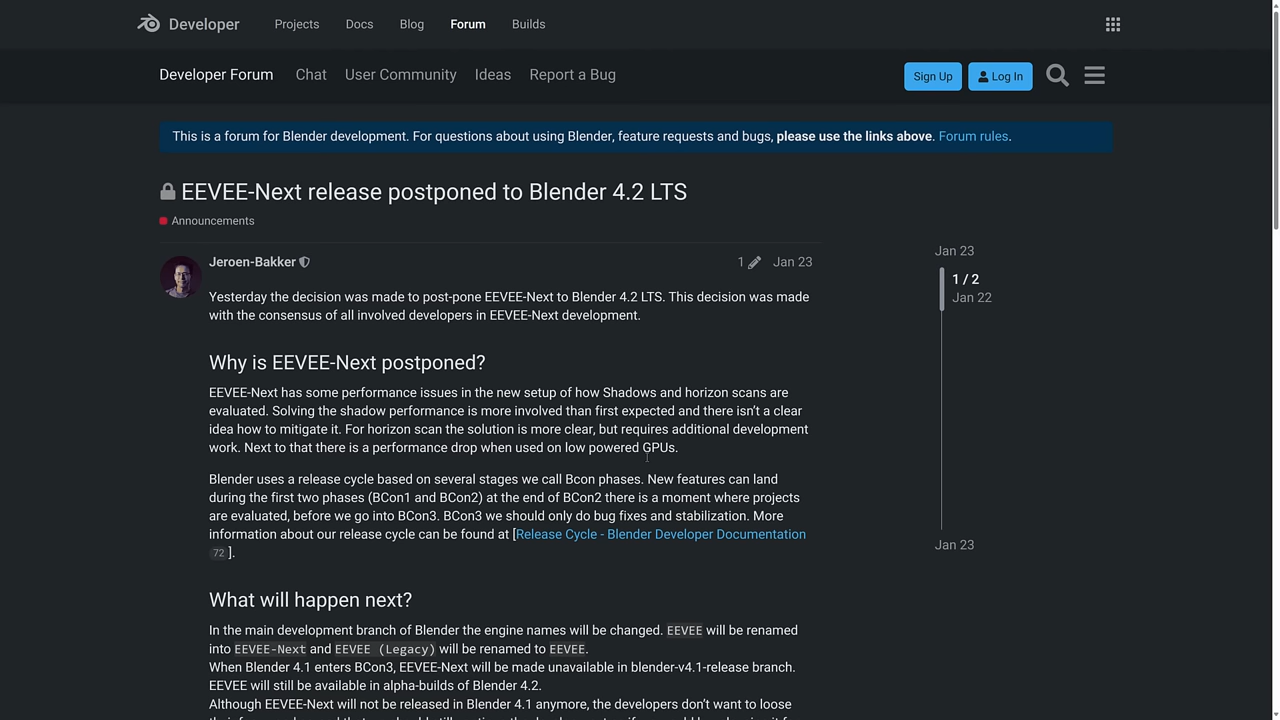 Developer Projects Docs Blog Forum Builds
Developer Forum Chat User Community Ideas Report a Bug Sign Up Log In
This is a forum for Blender development. For questions about using Blender, feature requests and bugs, please use the links above. Forum rules.
EEVEE-Next release postponed to Blender 4.2 LTS
Announcements
Jeroen-Bakker 1 Jan 23
Yesterday the decision was made to post-pone EEVEE-Next to Blender 4.2 LTS. This decision was made
with the consensus of all involved developers in EEVEE-Next development.
Why is EEVEE-Next postponed?
EEVEE-Next has some performance issues in the new setup of how Shadows and horizon scans are
evaluated. Solving the shadow performance is more involved than first expected and there isn't a clear
idea how to mitigate it. For horizon scan the solution is more clear, but requires additional development
work. Next to that there is a performance drop when used on low powered GPUs.
Blender uses a release cycle based on several stages we call Bcon phases. New features can land
during the first two phases (BCon1 and BCon2) at the end of BCon2 there is a moment where projects
are evaluated, before we go into BCon3. BCon3 we should only do bug fixes and stabilization. More
information about our release cycle can be found at [Release Cycle - Blender Developer Documentation
72 ].
What will happen next?
In the main development branch of Blender the engine names will be changed. EEVEE will be renamed
into EEVEE-Next and EEVEE (Legacy) will be renamed to EEVEE.
When Blender 4.1 enters BCon3, EEVEE-Next will be made unavailable in blender-v4.1-release branch.
EEVEE will still be available in alpha-builds of Blender 4.2.
Although EEVEE-Next will not be released in Blender 4.1 anymore, the developers don't want to loose
Jan 23
1 / 2
Jan 22
Jan 23